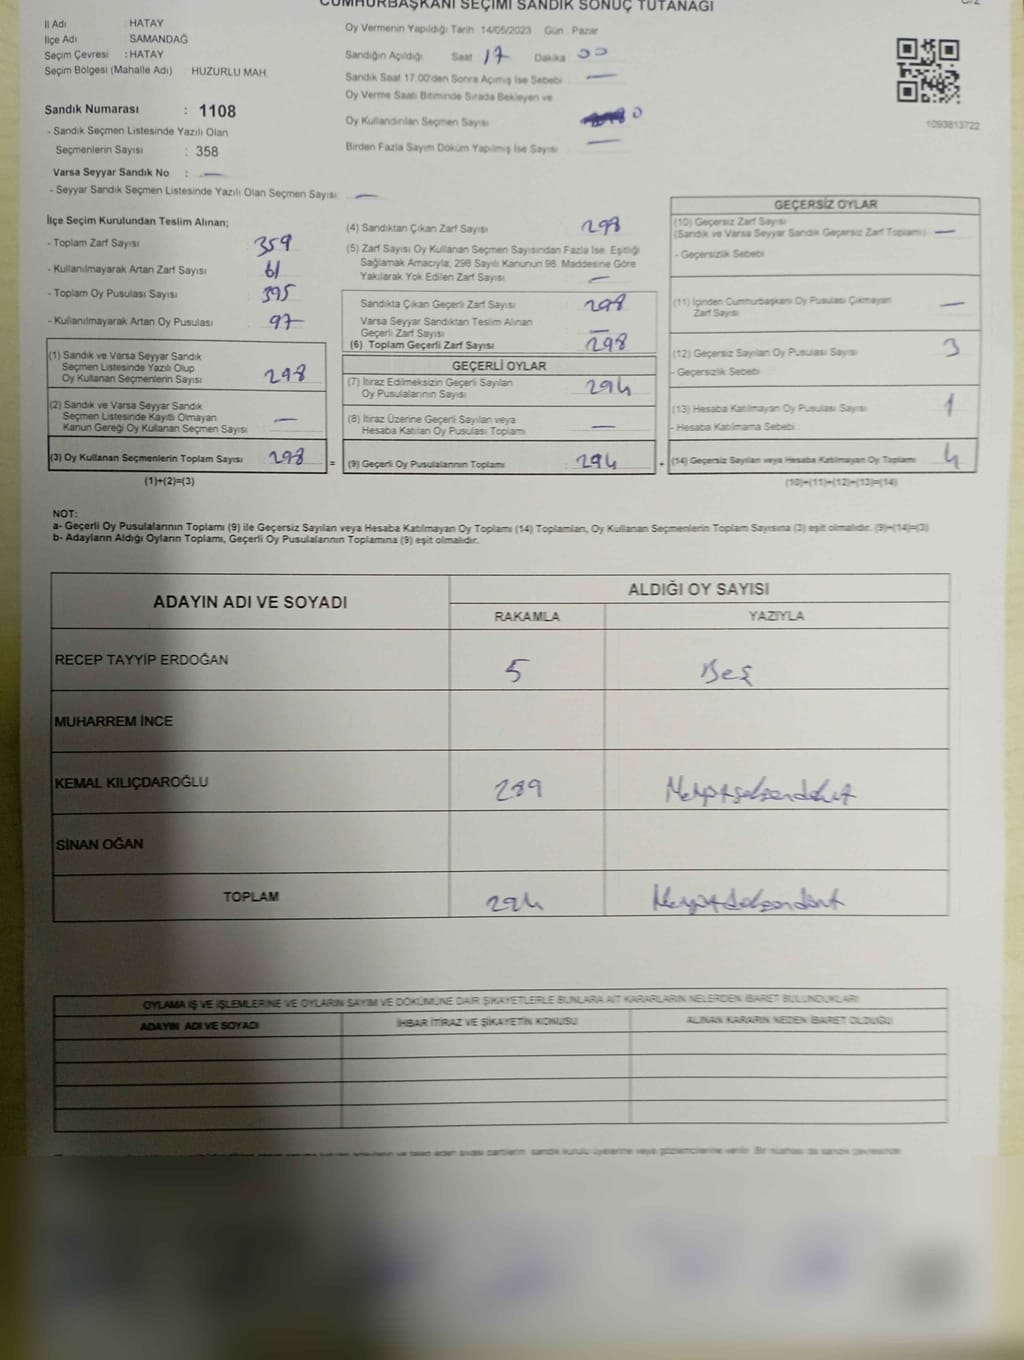 CUMHURBAŞKANI SEÇİMİ SANDIK SONUÇ TUTANAĞI
İl Adı HATAY
İlçe Adı SAMANDAĞ
Seçim Çevresi : HATAY
Seçim Bölgesi (Mahalle Adı) HUZURLU MAH.
Oy Vermenin Yapıldığı Tarih 14/05/2023 Gün : Pazar
Sandığın Açıldığı Saat 17 Dakika 00
Sandık Saat 17:00'den Sonra Açılmış İse Sebebi —
Oy Verme Saati Bitiminde Sırada Bekleyen ve
Oy Kullandırılan Seçmen Sayısı 0
Birden Fazla Sayım Döküm Yapılmış İse Sayısı —
1093813722
Sandık Numarası : 1108
- Sandık Seçmen Listesinde Yazılı Olan
Seçmenlerin Sayısı : 358
Varsa Seyyar Sandık No : —
- Seyyar Sandık Seçmen Listesinde Yazılı Olan Seçmen Sayısı —
İlçe Seçim Kurulundan Teslim Alınan;
- Toplam Zarf Sayısı 359
- Kullanılmayarak Artan Zarf Sayısı 61
- Toplam Oy Pusulası Sayısı 395
- Kullanılmayarak Artan Oy Pusulası 97
(1) Sandık ve Varsa Seyyar Sandık
Seçmen Listesinde Yazılı Olup
Oy Kullanan Seçmenlerin Sayısı 298
(2) Sandık ve Varsa Seyyar Sandık
Seçmen Listesinde Kayıtlı Olmayan
Kanun Gereği Oy Kullanan Seçmen Sayısı —
(3) Oy Kullanan Seçmenlerin Toplam Sayısı 298 =
(1)+(2)=(3)
(4) Sandıktan Çıkan Zarf Sayısı 298
(5) Zarf Sayısı Oy Kullanan Seçmen Sayısından Fazla İse, Eşitliği
Sağlamak Amacıyla; 298 Sayılı Kanunun 98. Maddesine Göre
Yakılarak Yok Edilen Zarf Sayısı —
Sandıkta Çıkan Geçerli Zarf Sayısı 298
Varsa Seyyar Sandıktan Teslim Alınan
Geçerli Zarf Sayısı —
(6) Toplam Geçerli Zarf Sayısı 298
GEÇERLİ OYLAR
(7) İtiraz Edilmeksizin Geçerli Sayılan
Oy Pusulalarının Sayısı 294
(8) İtiraz Üzerine Geçerli Sayılan veya
Hesaba Katılan Oy Pusulası Toplamı —
(9) Geçerli Oy Pusulalarının Toplamı 294 +
GEÇERSİZ OYLAR
(10) Geçersiz Zarf Sayısı
(Sandık ve Varsa Seyyar Sandık Geçersiz Zarf Toplamı) —
- Geçersizlik Sebebi
(11) İçinden Cumhurbaşkanı Oy Pusulası Çıkmayan
Zarf Sayısı —
(12) Geçersiz Sayılan Oy Pusulası Sayısı 3
- Geçersizlik Sebebi
(13) Hesaba Katılmayan Oy Pusulası Sayısı 1
- Hesaba Katılmama Sebebi
(14) Geçersiz Sayılan veya Hesaba Katılmayan Oy Toplamı 4
(10)+(11)+(12)+(13)=(14)
NOT:
a- Geçerli Oy Pusulalarının Toplamı (9) ile Geçersiz Sayılan veya Hesaba Katılmayan Oy Toplamı (14) Toplamları, Oy Kullanan Seçmenlerin Toplam Sayısına (3) eşit olmalıdır. (9)+(14)=(3)
b- Adayların Aldığı Oyların Toplamı, Geçerli Oy Pusulalarının Toplamına (9) eşit olmalıdır.
ADAYIN ADI VE SOYADI ALDIĞI OY SAYISI
RAKAMLA YAZIYLA
RECEP TAYYİP ERDOĞAN 5 Beş
MUHARREM İNCE
KEMAL KILIÇDAROĞLU 289
SİNAN OĞAN
TOPLAM 294
OYLAMA İŞ VE İŞLEMLERİNE VE OYLARIN SAYIM VE DÖKÜMÜNE DAİR ŞİKAYETLERLE BUNLARA AİT KARARLARIN NELERDEN İBARET BULUNDUKLARI
ADAYIN ADI VE SOYADI İHBAR İTİRAZ VE ŞİKAYETİN KONUSU ALINAN KARARIN NEDEN İBARET OLDUĞU